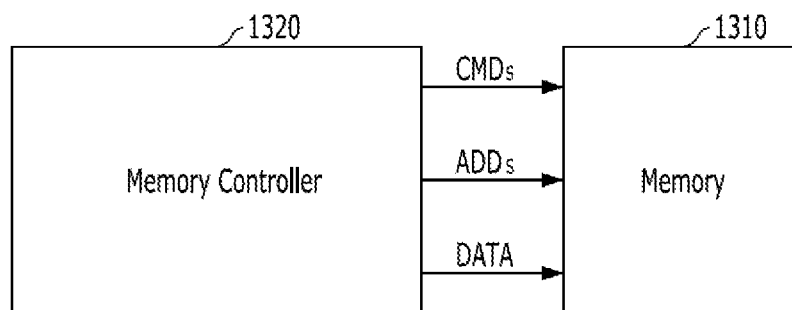 1320
1310
CMDs
ADDs
Memory Controller
Memory
DATA